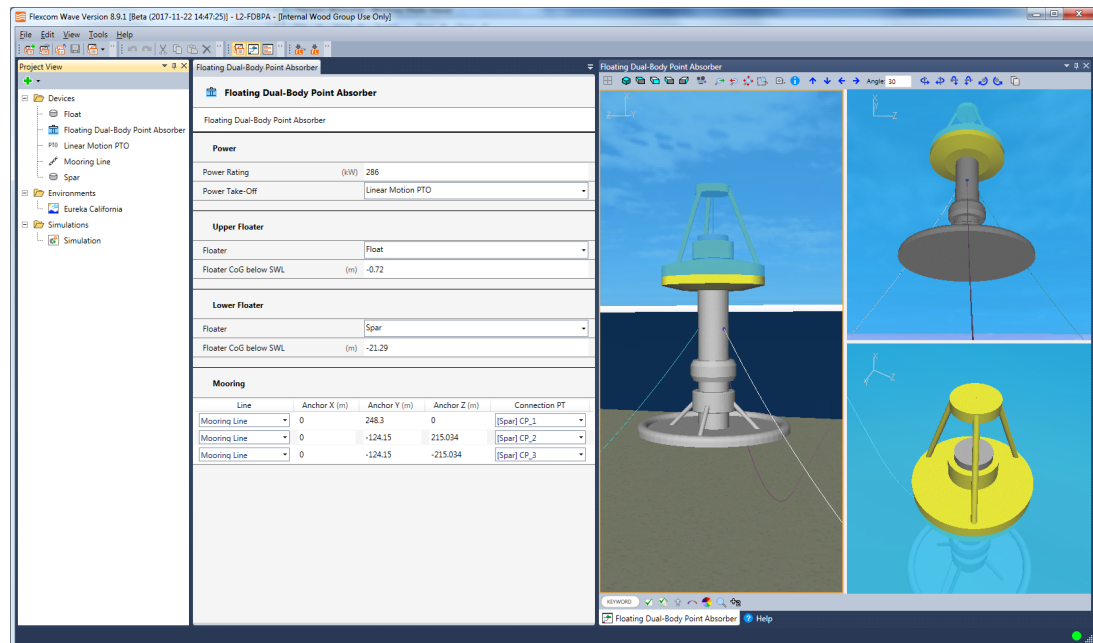 Flexcom Wave Version 8.9.1 [Beta (2017-11-22 14:47:25)] - L2-FDBPA - [Internal Wood Group Use Only]
File Edit View Tools Help
Project View
Devices
Float
Floating Dual-Body Point Absorber
PTO Linear Motion PTO
Mooring Line
Spar
Environments
Eureka California
Simulations
Simulation
Floating Dual-Body Point Absorber
Floating Dual-Body Point Absorber
Floating Dual-Body Point Absorber
Power
Power Rating (kW) 286
Power Take-Off Linear Motion PTO
Upper Floater
Floater Float
Floater CoG below SWL (m) -0.72
Lower Floater
Floater Spar
Floater CoG below SWL (m) -21.29
Mooring
Line Anchor X (m) Anchor Y (m) Anchor Z (m) Connection PT
Mooring Line 0 248.3 0 [Spar] CP_1
Mooring Line 0 -124.15 215.034 [Spar] CP_2
Mooring Line 0 -124.15 -215.034 [Spar] CP_3
Floating Dual-Body Point Absorber
Angle 30
X
Z Y
Z
X
Y Z
KEYWORD
Floating Dual-Body Point Absorber Help